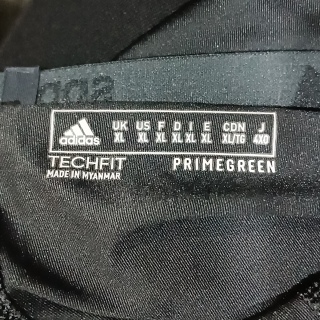 adidas
UK US F D I E CDN J
XL XL XL XL XL XL XL/TG 4XO
TECHFIT PRIMEGREEN
MADE IN MYANMAR